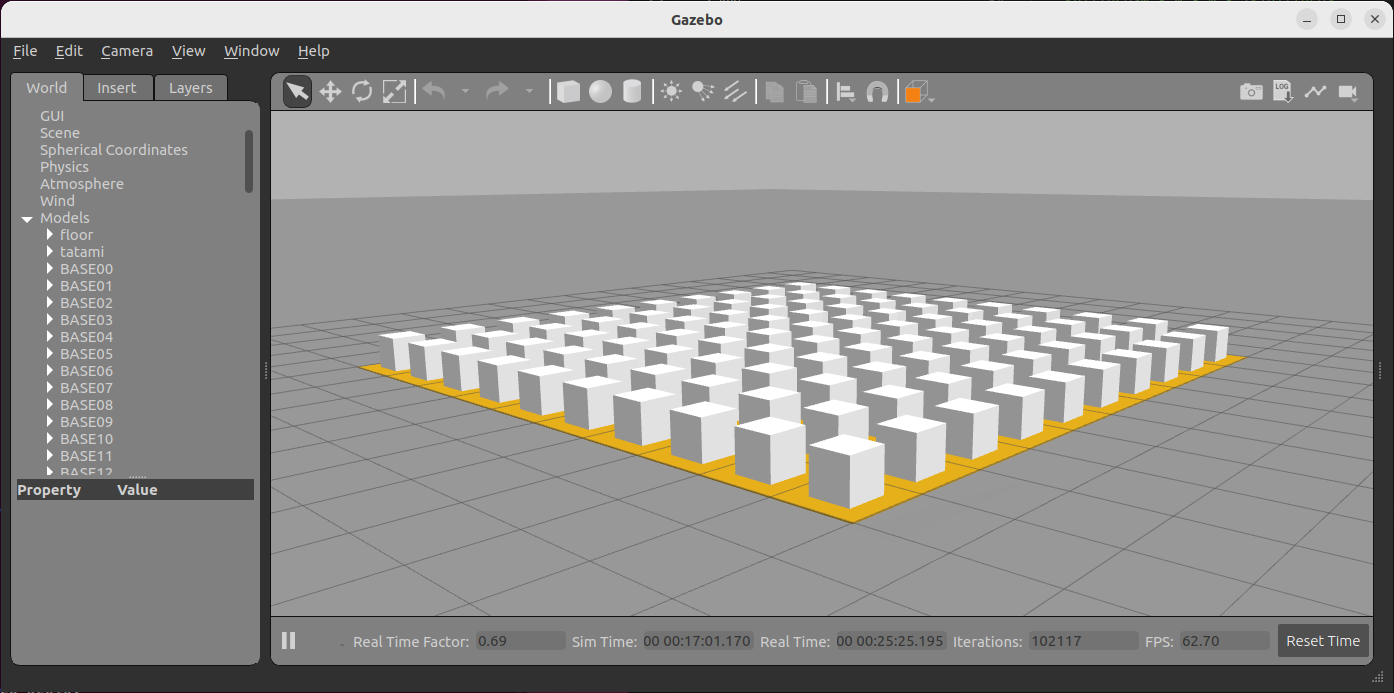 Gazebo
File Edit Camera View Window Help
World Insert Layers
LOG
GUI
Scene
Spherical Coordinates
Physics
Atmosphere
Wind
Models
floor
tatami
BASE00
BASE01
BASE02
BASE03
BASE04
BASE05
BASE06
BASE07
BASE08
BASE09
BASE10
BASE11
BASE12
Property Value
Real Time Factor: 0.69 Sim Time: 00 00:17:01.170 Real Time: 00 00:25:25.195 Iterations: 102117 FPS: 62.70 Reset Time